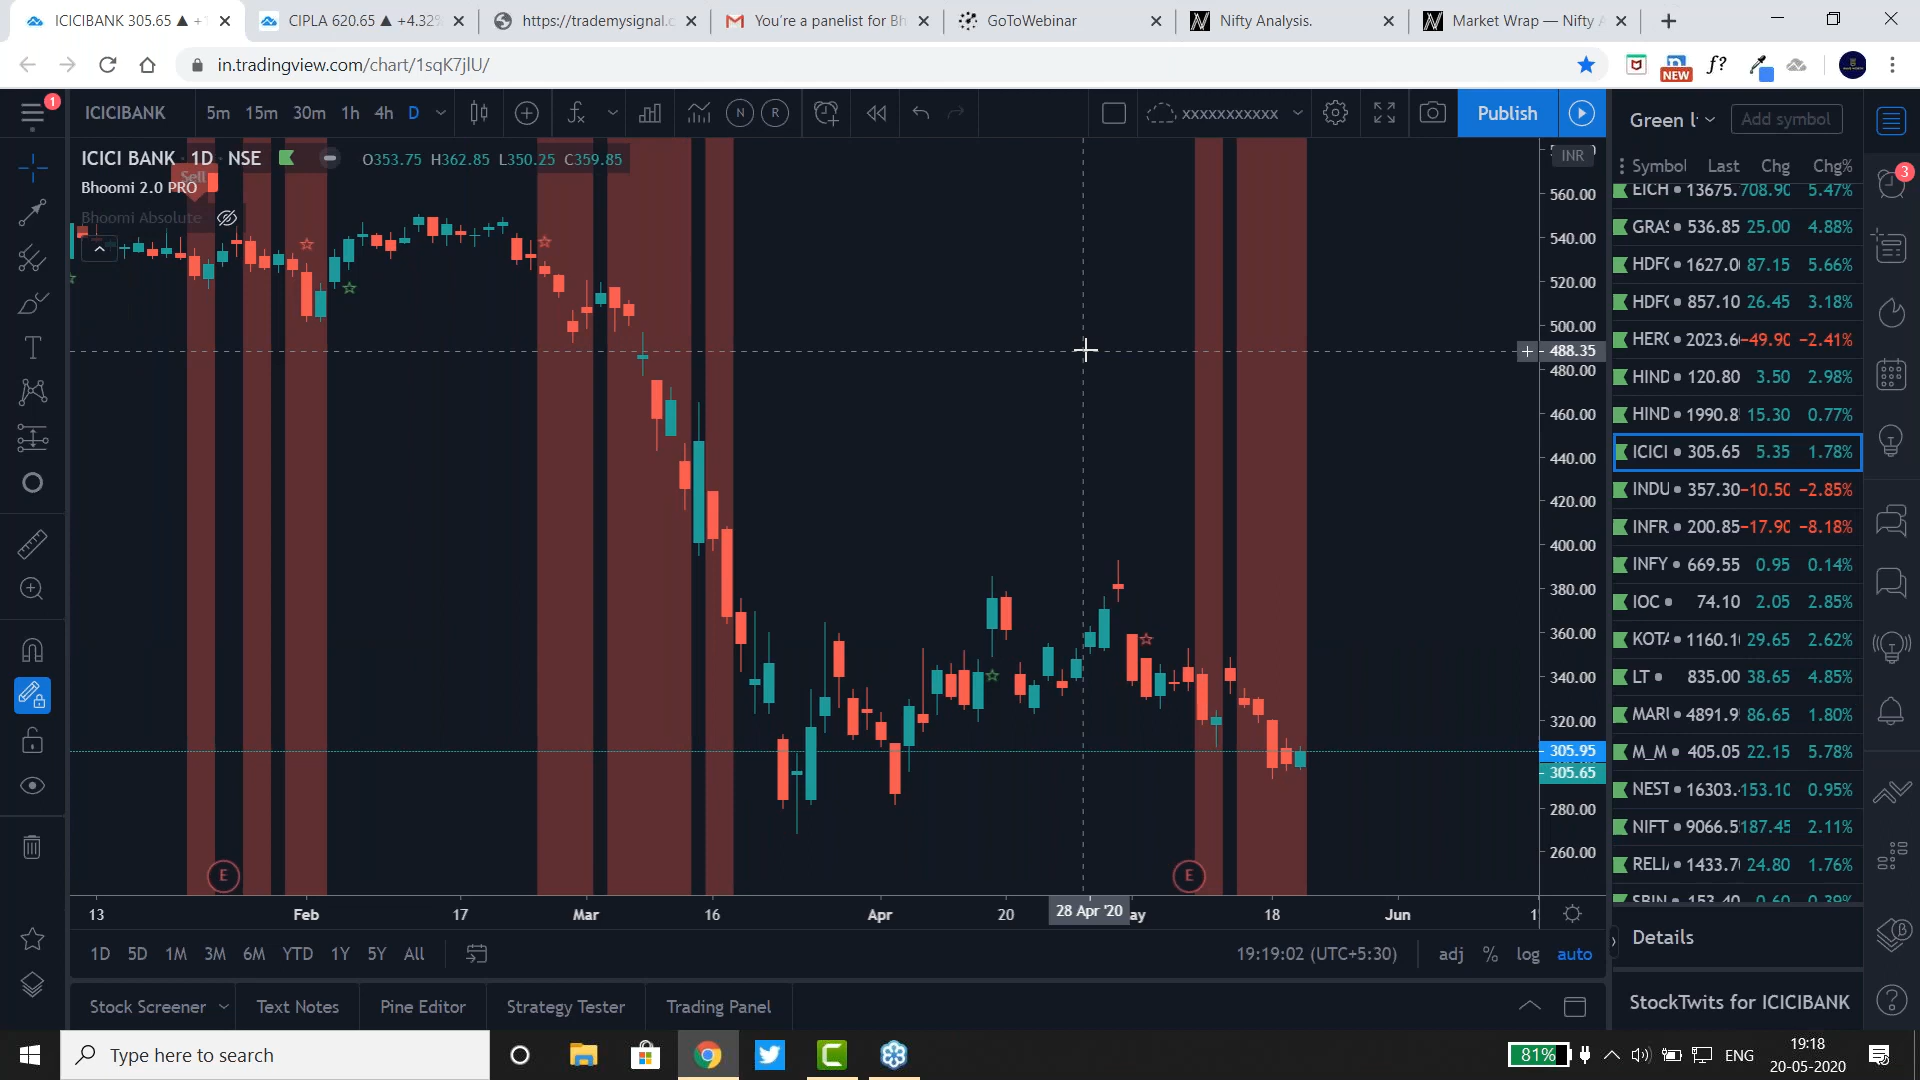 ICICIBANK 305.65 ▲ +1
CIPLA 620.65 ▲ +4.32%
https://trademysignal.c
You're a panelist for Bh
GoToWebinar
Nifty Analysis.
Market Wrap — Nifty A
in.tradingview.com/chart/1sqK7jlU/
NEW
f?
1
ICICIBANK
5m 15m 30m 1h 4h D
N R
xxxxxxxxxxx
Publish
Green l
Add symbol
ICICI BANK 1D NSE
O353.75 H362.85 L350.25 C359.85
Sell
Bhoomi 2.0 PRO
Bhoomi Absolute
INR
560.00
540.00
520.00
500.00
488.35
480.00
460.00
440.00
420.00
400.00
380.00
360.00
340.00
320.00
305.95
305.65
280.00
260.00
E E
13 Feb 17 Mar 16 Apr 20 28 Apr '20 ay 18 Jun
1D 5D 1M 3M 6M YTD 1Y 5Y All
19:19:02 (UTC+5:30)
adj % log auto
Symbol Last Chg Chg%
EICH 13675. 708.90 5.47%
GRAS 536.85 25.00 4.88%
HDFC 1627.0 87.15 5.66%
HDFC 857.10 26.45 3.18%
HERO 2023.6 −49.90 −2.41%
HIND 120.80 3.50 2.98%
HIND 1990.8 15.30 0.77%
ICICI 305.65 5.35 1.78%
INDU 357.30 −10.50 −2.85%
INFR 200.85 −17.90 −8.18%
INFY 669.55 0.95 0.14%
IOC 74.10 2.05 2.85%
KOTA 1160.1 29.65 2.62%
LT 835.00 38.65 4.85%
MARU 4891.9 86.65 1.80%
M_M 405.05 22.15 5.78%
NEST 16303. 153.10 0.95%
NIFT 9066.5 187.45 2.11%
RELI 1433.7 24.80 1.76%
SBIN 153.40 0.60 0.39%
3
Details
StockTwits for ICICIBANK
Stock Screener
Text Notes
Pine Editor
Strategy Tester
Trading Panel
Type here to search
81%
ENG
19:18
20-05-2020